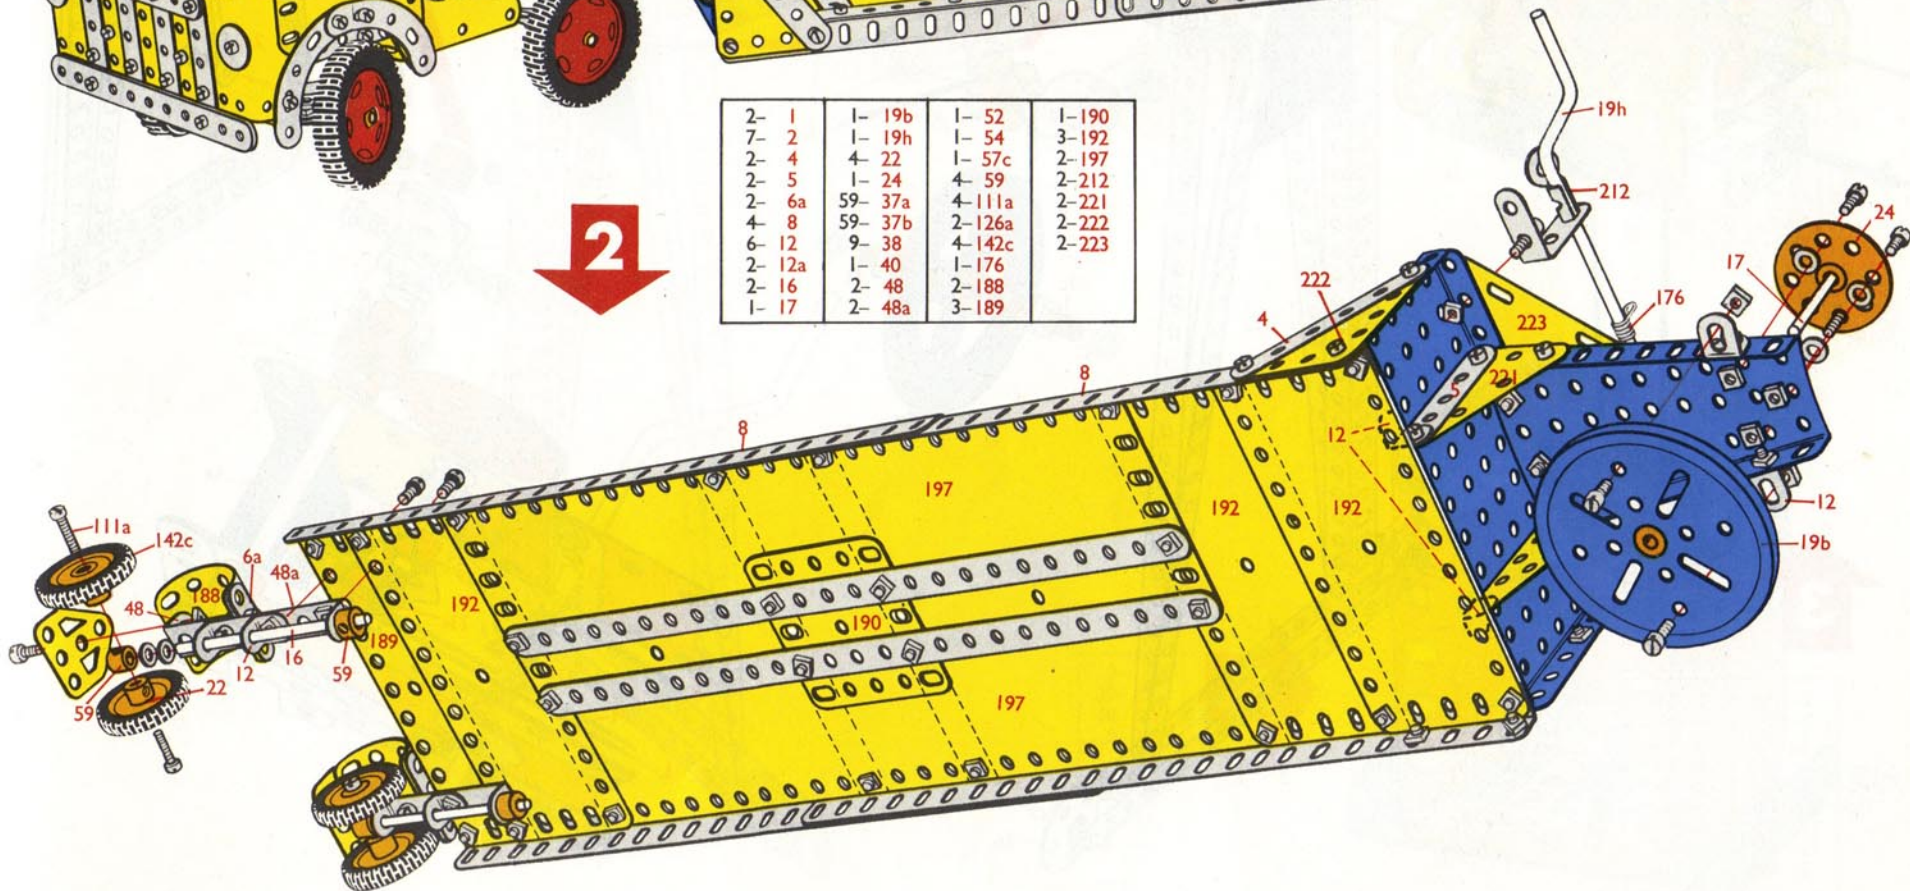 2- 1 1- 19b 1- 52 1-190
7- 2 1- 19h 1- 54 3-192
2- 4 4- 22 1- 57c 2-197
2- 5 1- 24 4- 59 2-212
2- 6a 59- 37a 4-111a 2-221
4- 8 59- 37b 2-126a 2-222
6- 12 9- 38 4-142c 2-223
2- 12a 1- 40 1-176
2- 16 2- 48 2-188
1- 17 2- 48a 3-189
2
19h
212
24
17
222
176
4
223
8
221
5
8
12
197
192
192
12
19b
111a
142c
6a
48a
188
48
192
190
189
16
59
12
22
59
197